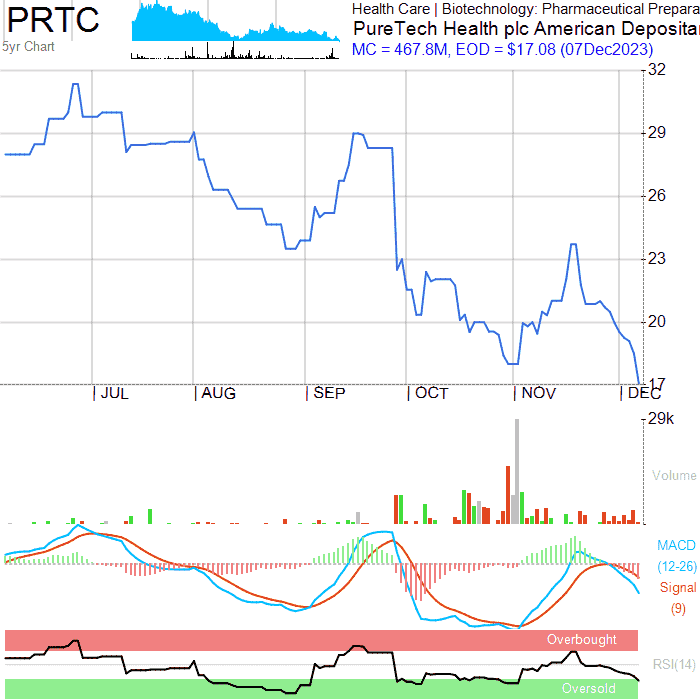 PRTC
5yr Chart
Health Care | Biotechnology: Pharmaceutical Prepara
PureTech Health plc American Depositar
MC = 467.8M, EOD = $17.08 (07Dec2023)
32
29
26
23
20
17
JUL
AUG
SEP
OCT
NOV
DEC
29k
Volume
MACD
(12-26)
Signal
(9)
Overbought
RSI(14)
Oversold